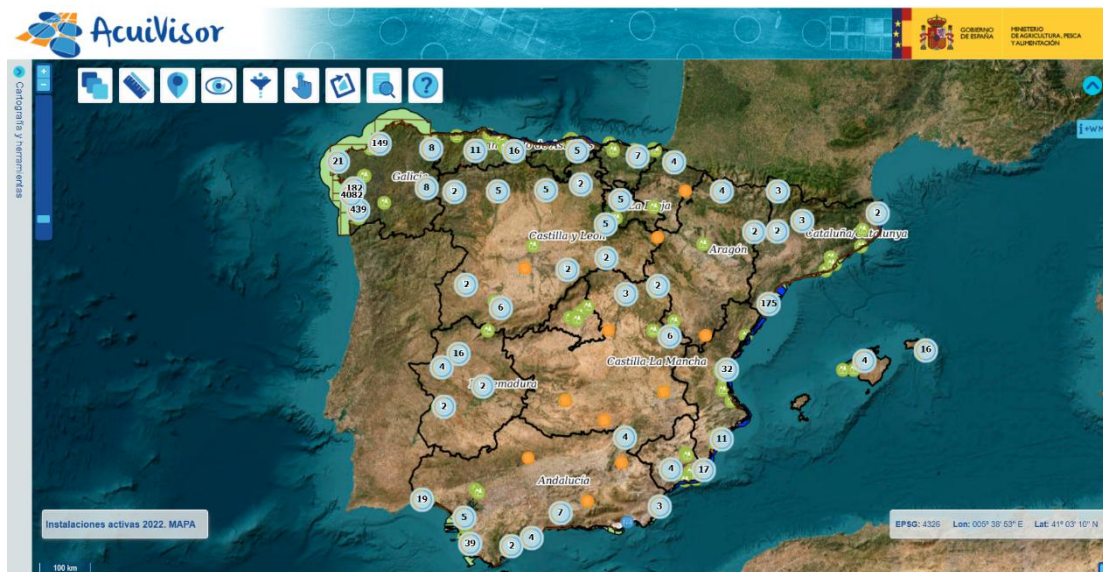 AcuiVisor
GOBIERNO
DE ESPAÑA
MINISTERIO
DE AGRICULTURA, PESCA
Y ALIMENTACIÓN
Cartografía y herramientas
+
-
?
i+WM
149
8
11
16
5
7
4
21
Galicia
182
4082
439
8
2
5
5
2
5
La Rioja
4
3
3
2
5
2
2
Castilla y León
Aragón
Cataluña/Catalunya
2
2
2
3
2
6
175
6
16
4
Castilla-La Mancha
32
4
16
2
Extremadura
2
4
11
4
17
Andalucía
19
5
7
3
39
2
4
Instalaciones activas 2022. MAPA
EPSG: 4326 Lon: 005º 38' 53" E Lat: 41º 03' 10" N
100 km